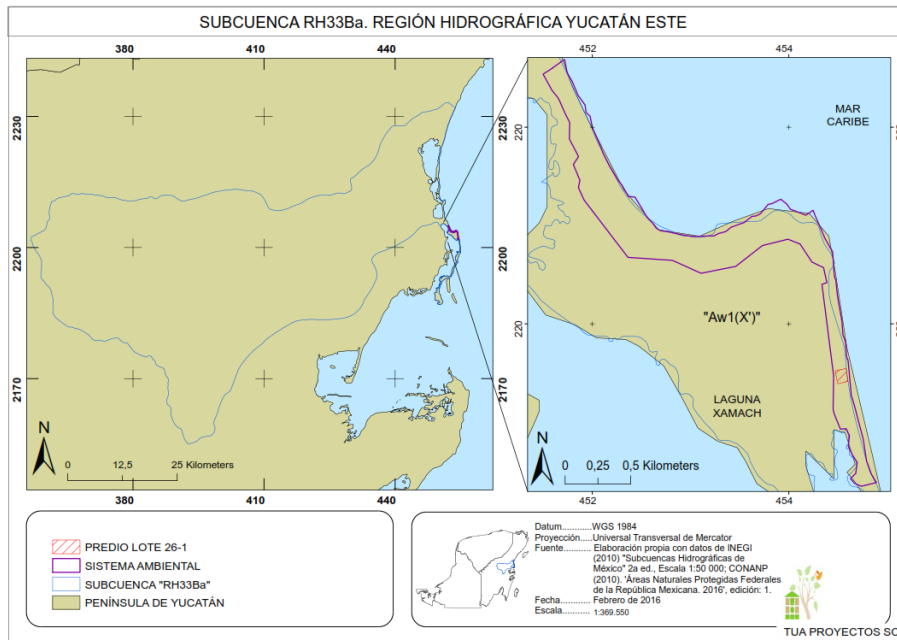 SUBCUENCA RH33Ba. REGIÓN HIDROGRÁFICA YUCATÁN ESTE
380 410 440
2230 2230
2200 2200
2170 2170
N
0 12,5 25 Kilometers
380 410 440
452 454
220
220
MAR
CARIBE
"Aw1(X')"
LAGUNA
XAMACH
N
0 0,25 0,5 Kilometers
452 454
PREDIO LOTE 26-1
SISTEMA AMBIENTAL
SUBCUENCA "RH33Ba"
PENÍNSULA DE YUCATÁN
Datum............WGS 1984
Proyección.....Universal Transversal de Mercator
Fuente........... Elaboración propia con datos de INEGI
(2010) "Subcuencas Hidrográficas de
México" 2a ed., Escala 1:50 000; CONANP
(2010). 'Áreas Naturales Protegidas Federales
de la República Mexicana. 2016', edición: 1.
Fecha............. Febrero de 2016
Escala............ 1:369.550
TUA PROYECTOS SC